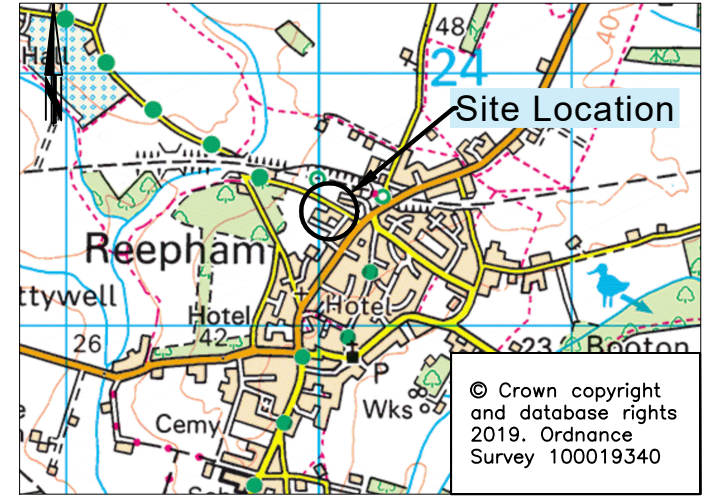 48
40
Hall
24
Site Location
Reepham
ttywell
Hotel
Hotel
42
26
23
Booton
P
Wks
Cemy
© Crown copyright
and database rights
2019. Ordnance
Survey 100019340